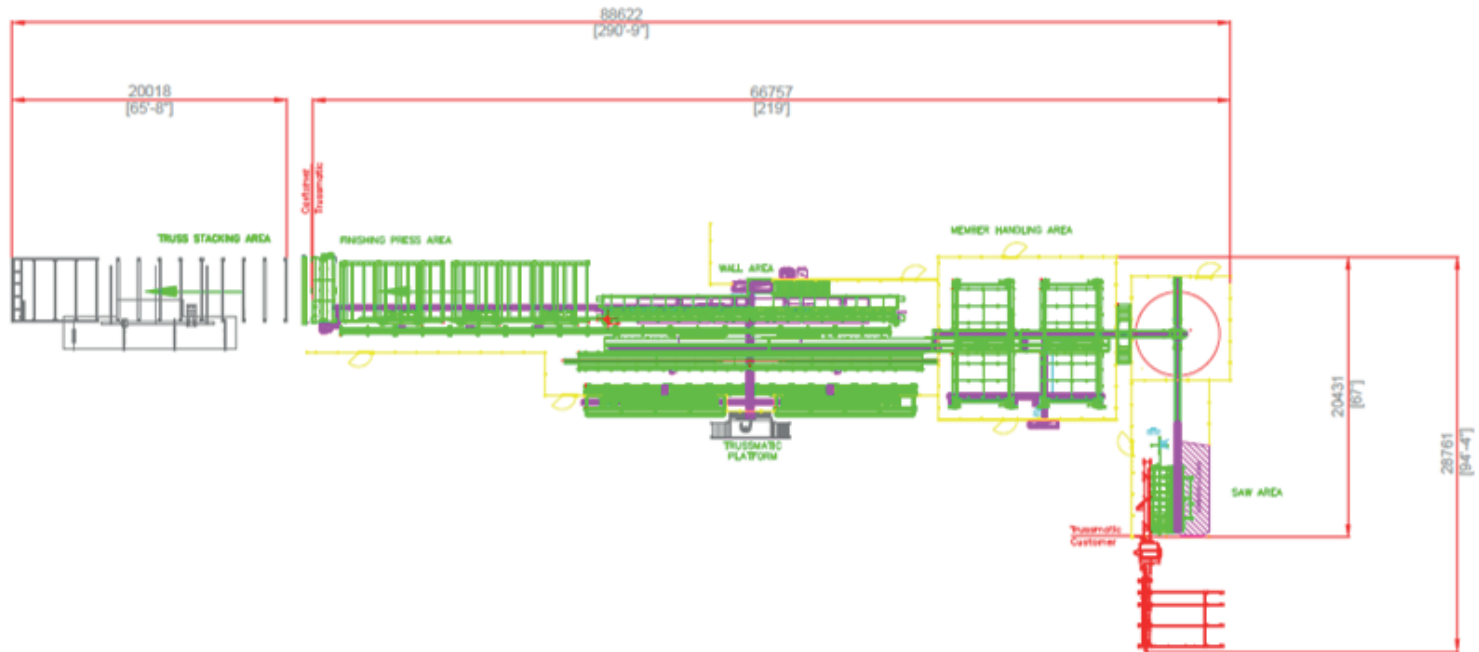 88622
[290'-9"]
20018
[65'-8"]
66757
[219']
Customer
Trussmatic
TRUSS STACKING AREA
FINISHING PRESS AREA
WALL AREA
MEMBER HANDLING AREA
TRUSSMATIC
PLATFORM
20431
[67']
28761
[94'-4"]
SAW AREA
Trussmatic
Customer